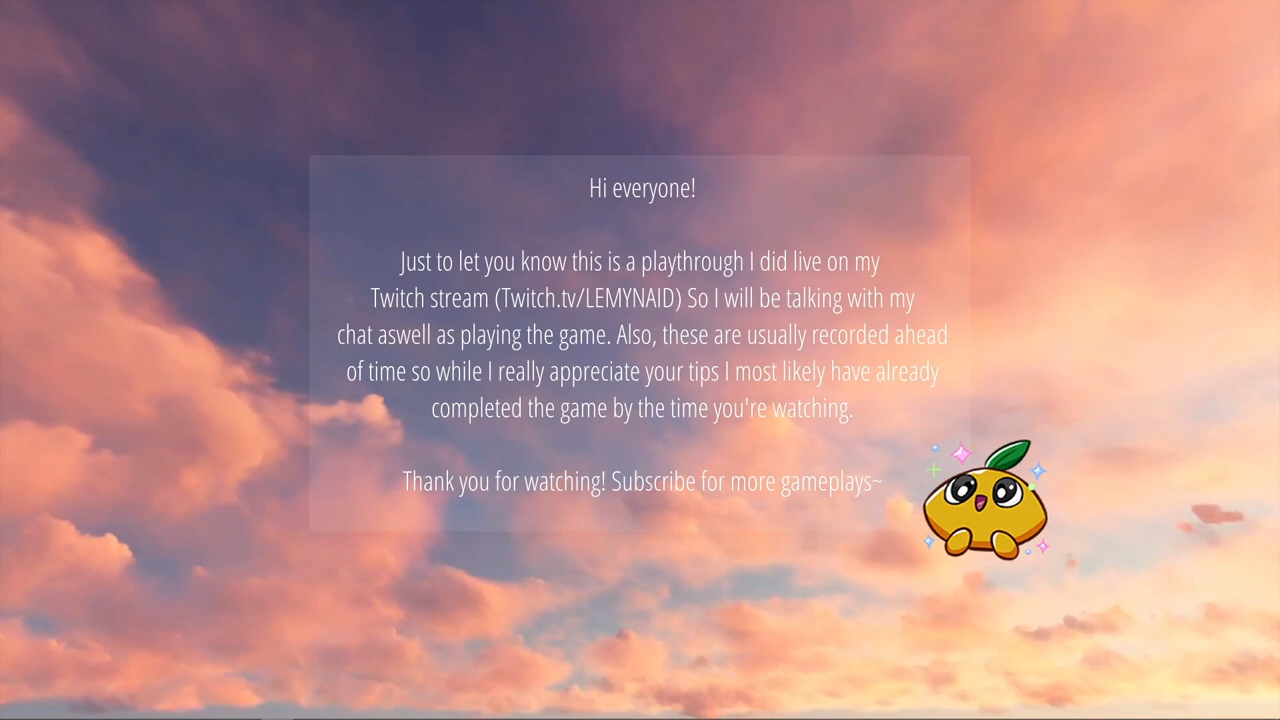 Hi everyone!
Just to let you know this is a playthrough I did live on my
Twitch stream (Twitch.tv/LEMYNAID) So I will be talking with my
chat aswell as playing the game. Also, these are usually recorded ahead
of time so while I really appreciate your tips I most likely have already
completed the game by the time you're watching.
Thank you for watching! Subscribe for more gameplays~